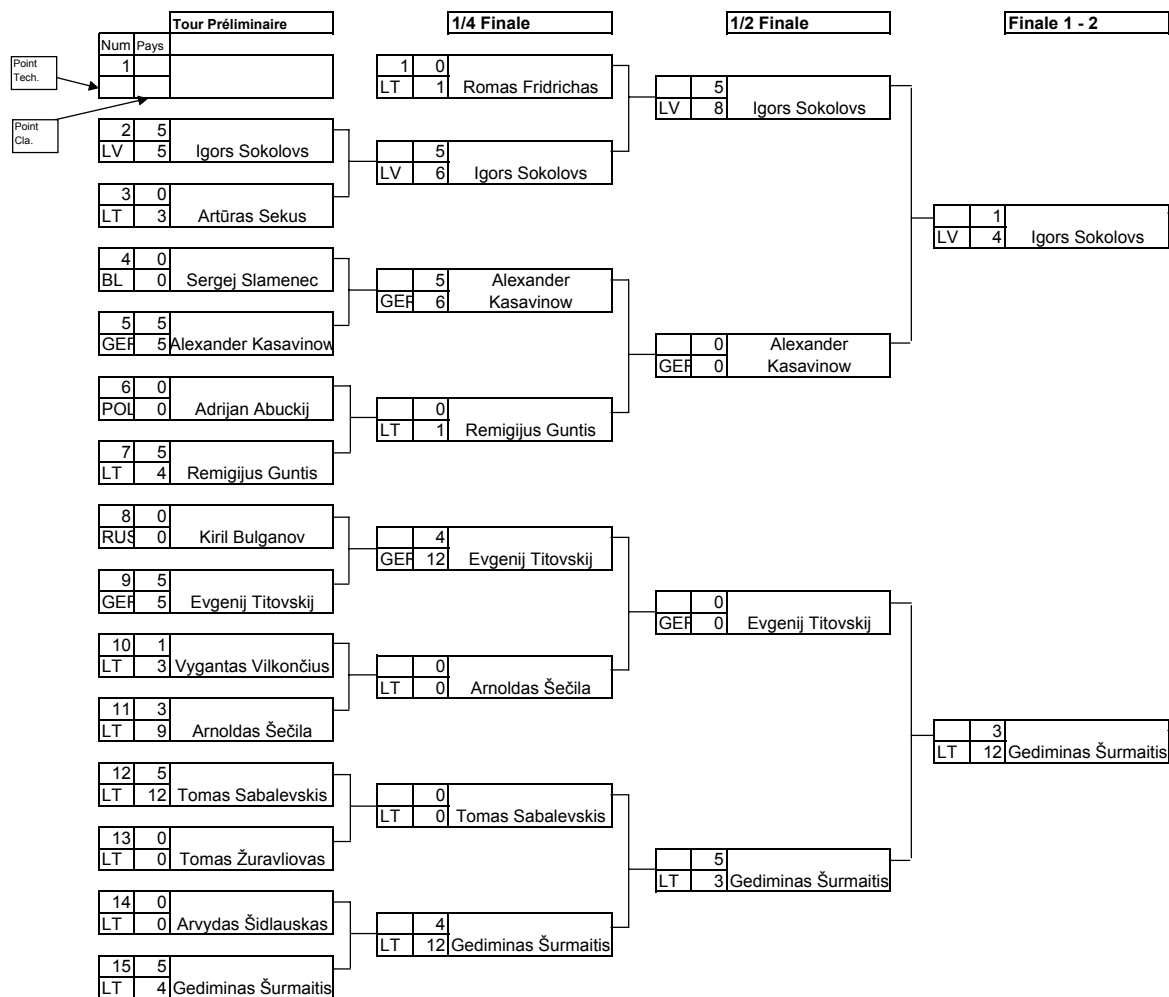 Tour Préliminaire
1/4 Finale
1/2 Finale
Finale 1 - 2
Num Pays
Point
Tech.
Point
Cla.
1
2 5
LV 5 Igors Sokolovs
3 0
LT 3 Artūras Sekus
4 0
BL 0 Sergej Slamenec
5 5
GER 5 Alexander Kasavinow
6 0
POL 0 Adrijan Abuckij
7 5
LT 4 Remigijus Guntis
8 0
RUS 0 Kiril Bulganov
9 5
GER 5 Evgenij Titovskij
10 1
LT 3 Vygantas Vilkončius
11 3
LT 9 Arnoldas Šečila
12 5
LT 12 Tomas Sabalevskis
13 0
LT 0 Tomas Žuravliovas
14 0
LT 0 Arvydas Šidlauskas
15 5
LT 4 Gediminas Šurmaitis
1 0
LT 1 Romas Fridrichas
5
LV 6 Igors Sokolovs
5 Alexander
GER 6 Kasavinow
0
LT 1 Remigijus Guntis
4
GER 12 Evgenij Titovskij
0
LT 0 Arnoldas Šečila
0
LT 0 Tomas Sabalevskis
4
LT 12 Gediminas Šurmaitis
5
LV 8 Igors Sokolovs
0 Alexander
GER 0 Kasavinow
0
GER 0 Evgenij Titovskij
5
LT 3 Gediminas Šurmaitis
1
LV 4 Igors Sokolovs
3
LT 12 Gediminas Šurmaitis